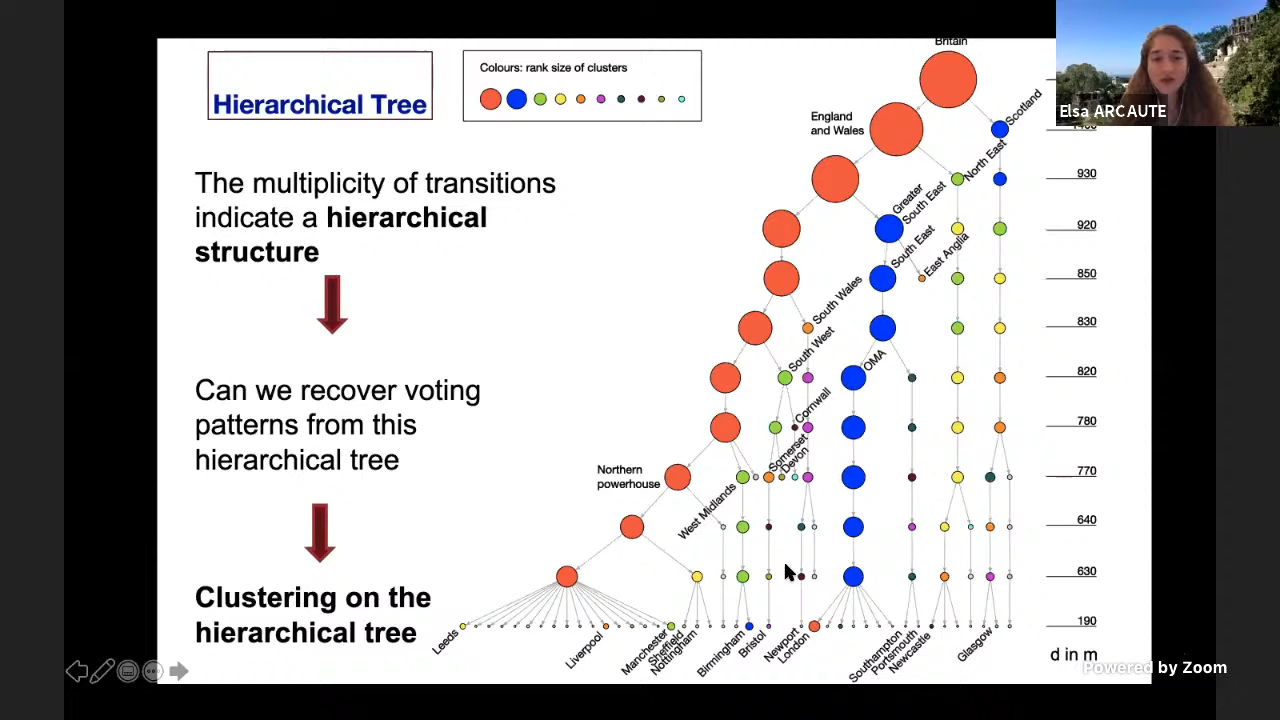 Britain
Hierarchical Tree
Colours: rank size of clusters
Elsa ARCAUTE
England
and Wales
Scotland
The multiplicity of transitions
indicate a hierarchical
structure
North East
930
Greater
South East
920
South East
East Anglia
850
South Wales
830
South West
OMA
820
Can we recover voting
patterns from this
hierarchical tree
Cornwall
780
Somerset
Devon
Northern
powerhouse
770
West Midlands
640
630
Clustering on the
hierarchical tree
190
Leeds
Liverpool
Manchester
Sheffield
Nottingham
Birmingham
Bristol
Newport
London
Southampton
Portsmouth
Newcastle
Glasgow
d in m
Powered by Zoom